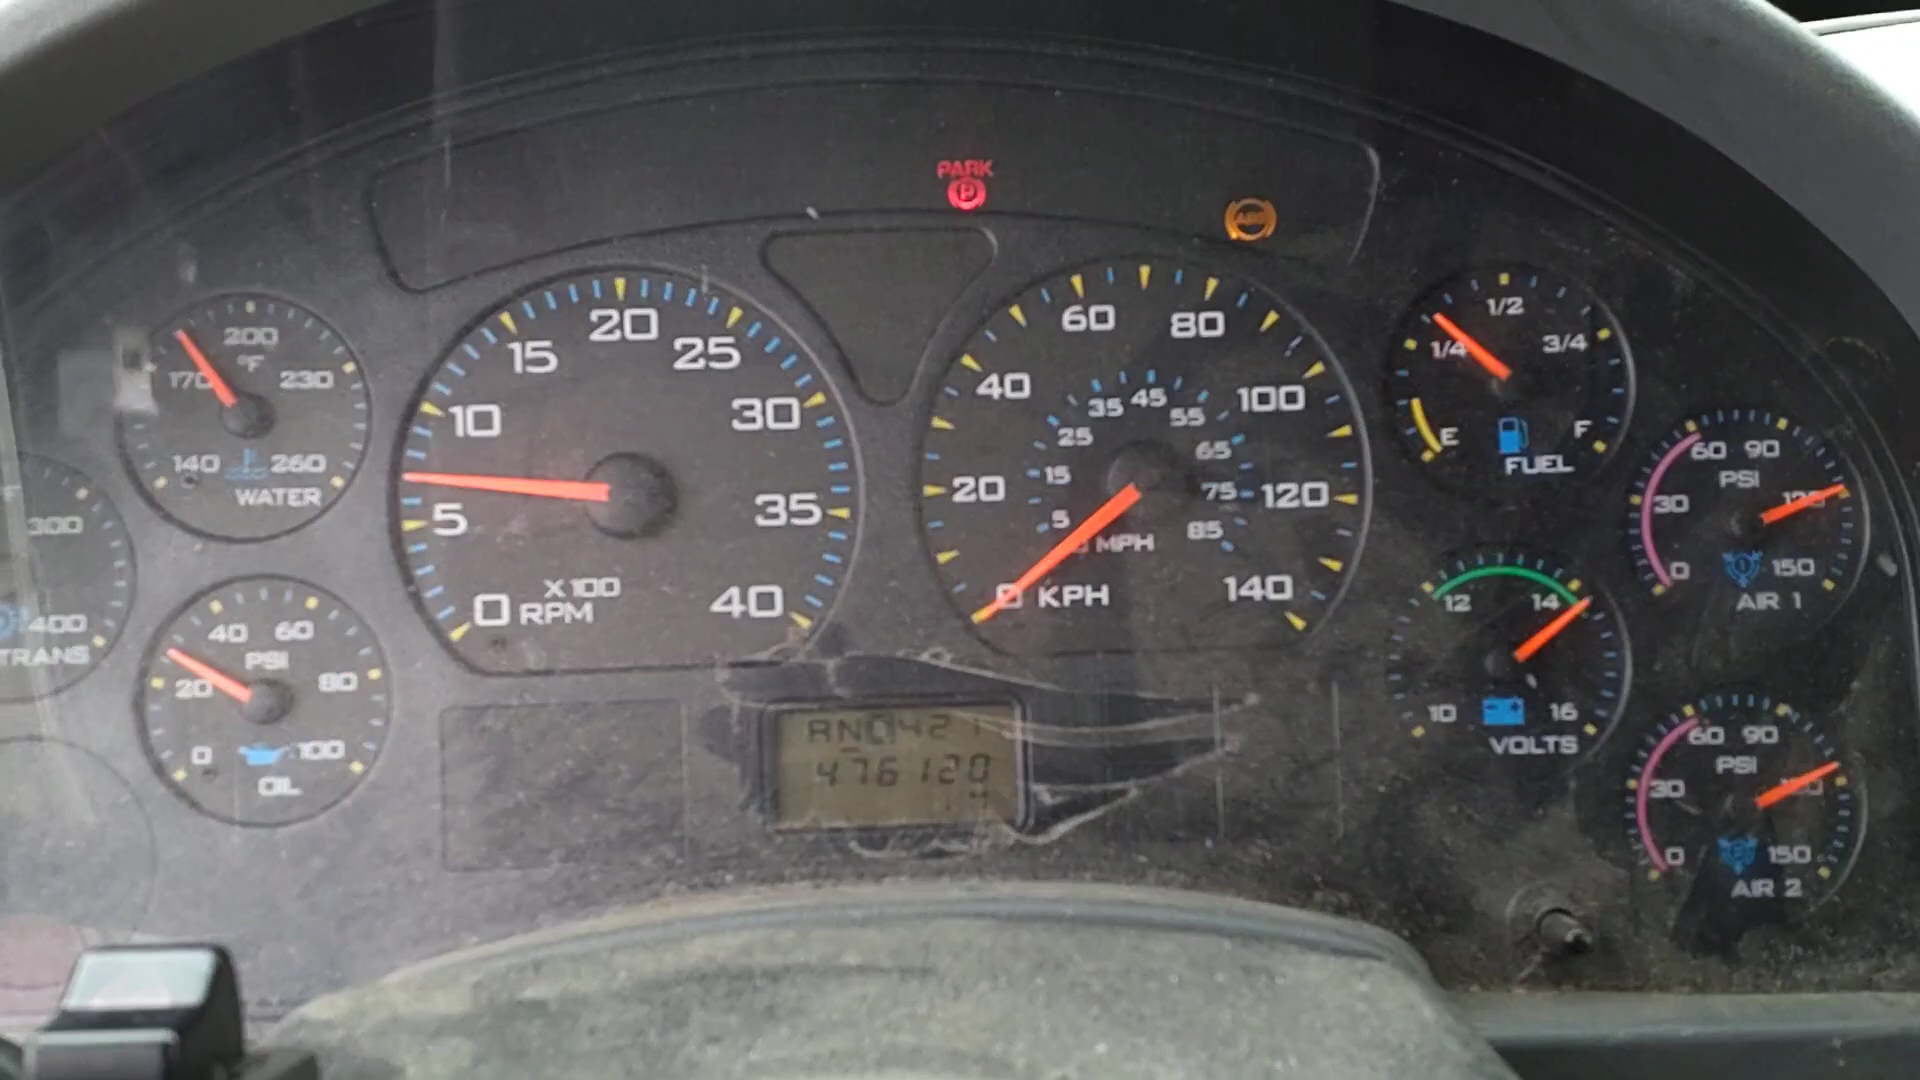 PARK
P
ABS
200
°F
170
230
140
260
WATER
300
400
TRANS
40
60
PSI
20
80
0
100
OIL
20
15
25
10
30
5
35
X100
0
RPM
40
60
80
40
100
20
120
0 KPH
140
45
35
55
25
65
15
75
5
85
MPH
476120
1/2
1/4
3/4
E
F
FUEL
12
14
10
16
VOLTS
60 90
PSI
30
120
0
150
AIR 1
60 90
PSI
30
0
150
AIR 2